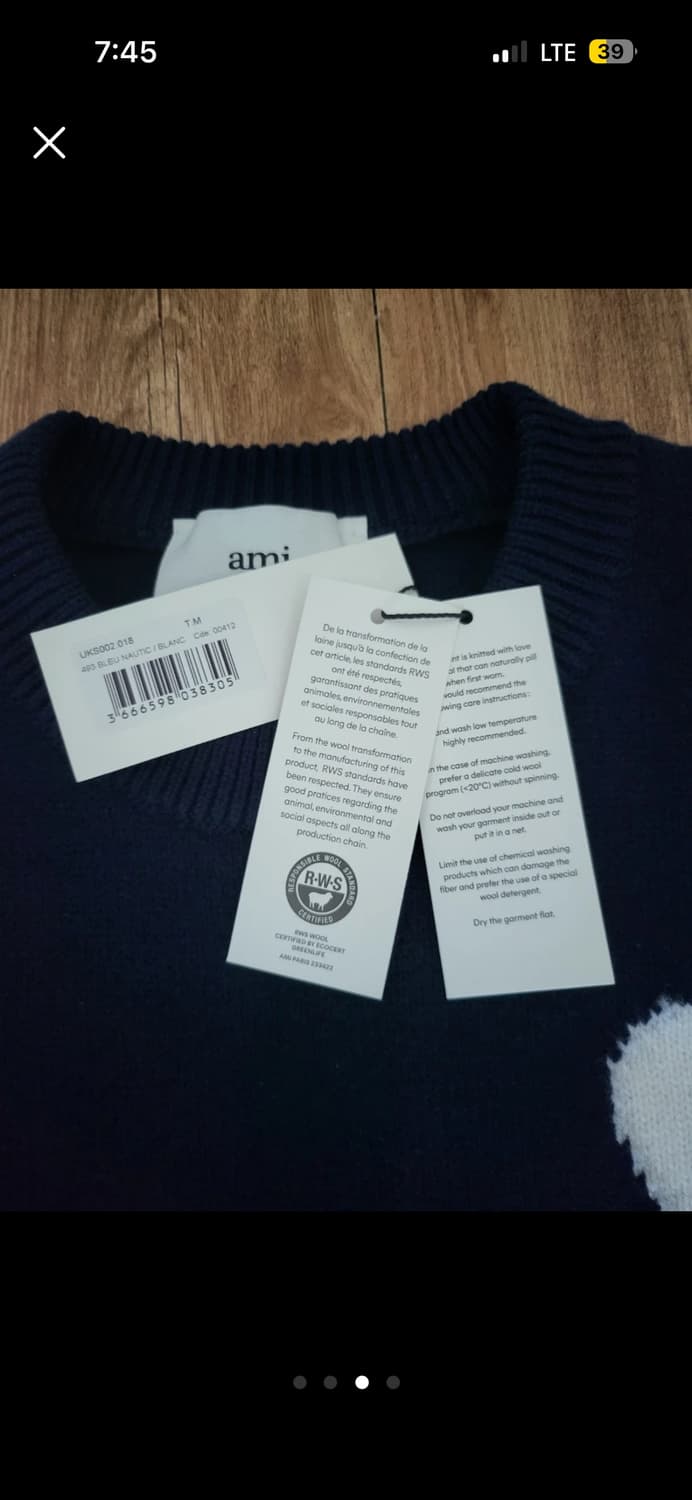 7:45
LTE 39
ami
UKS002.018 T:M
493 BLEU NAUTIC / BLANC Cde: 00412
3 666598 038305
De la transformation de la
laine jusqu'à la confection de
cet article, les standards RWS
ont été respectés,
garantissant des pratiques
animales, environnementales
et sociales responsables tout
au long de la chaîne.
From the wool transformation
to the manufacturing of this
product, RWS standards have
been respected. They ensure
good pratices regarding the
animal, environmental and
social aspects all along the
production chain.
RESPONSIBLE WOOL STANDARD
R·W·S
CERTIFIED
RWS WOOL
CERTIFIED BY ECOCERT
GREENLIFE
AMI PARIS 233423
is knitted with love
that can naturally pill
when first worn.
would recommend the
care instructions:
wash low temperature
highly recommended.
the case of machine washing,
prefer a delicate cold wool
program (<20°C) without spinning.
Do not overload your machine and
wash your garment inside out or
put it in a net.
Limit the use of chemical washing
products which can damage the
fiber and prefer the use of a special
wool detergent.
Dry the garment flat.